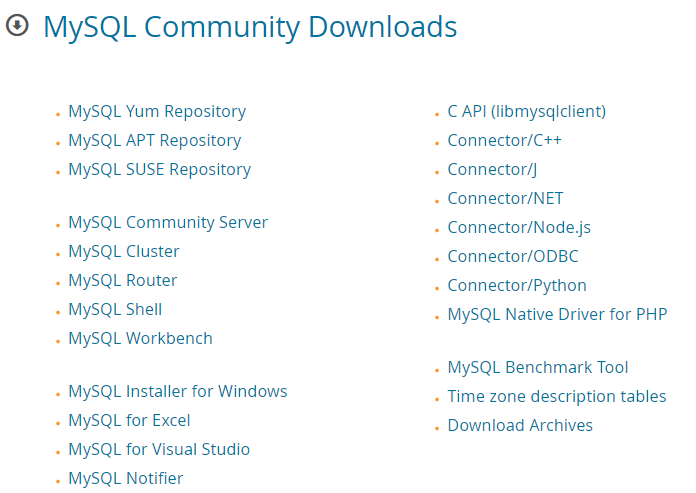 MySQL Community Downloads
MySQL Yum Repository
MySQL APT Repository
MySQL SUSE Repository
MySQL Community Server
MySQL Cluster
MySQL Router
MySQL Shell
MySQL Workbench
MySQL Installer for Windows
MySQL for Excel
MySQL for Visual Studio
MySQL Notifier
C API (libmysqlclient)
Connector/C++
Connector/J
Connector/NET
Connector/Node.js
Connector/ODBC
Connector/Python
MySQL Native Driver for PHP
MySQL Benchmark Tool
Time zone description tables
Download Archives